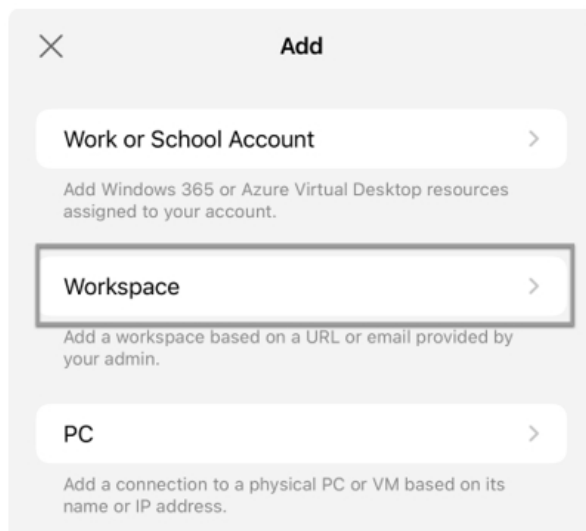 Add
Work or School Account
Add Windows 365 or Azure Virtual Desktop resources
assigned to your account.
Workspace
Add a workspace based on a URL or email provided by
your admin.
PC
Add a connection to a physical PC or VM based on its
name or IP address.